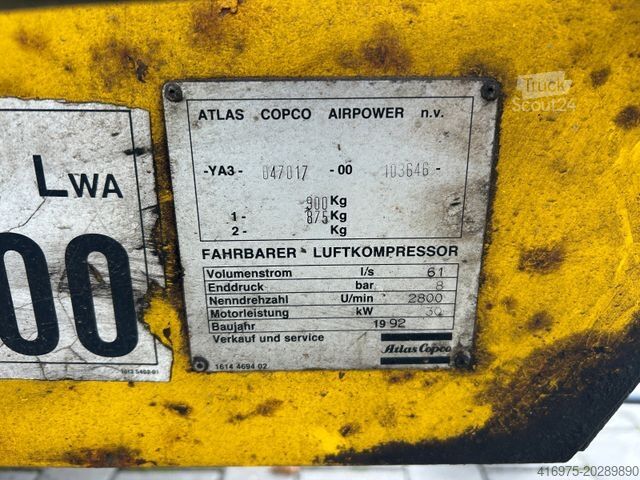 Truck
Scout24
ATLAS COPCO AIRPOWER n.v.
-YA3- 047017 -00 103646 -
900 Kg
1- 875 Kg
2- Kg
FAHRBARER LUFTKOMPRESSOR
Volumenstrom l/s 61
Enddruck bar 8
Nenndrehzahl U/min 2800
Motorleistung kW 30
Baujahr 1992
Verkauf und service Atlas Copco
1614 4694 02
LWA
00
416975-20289890